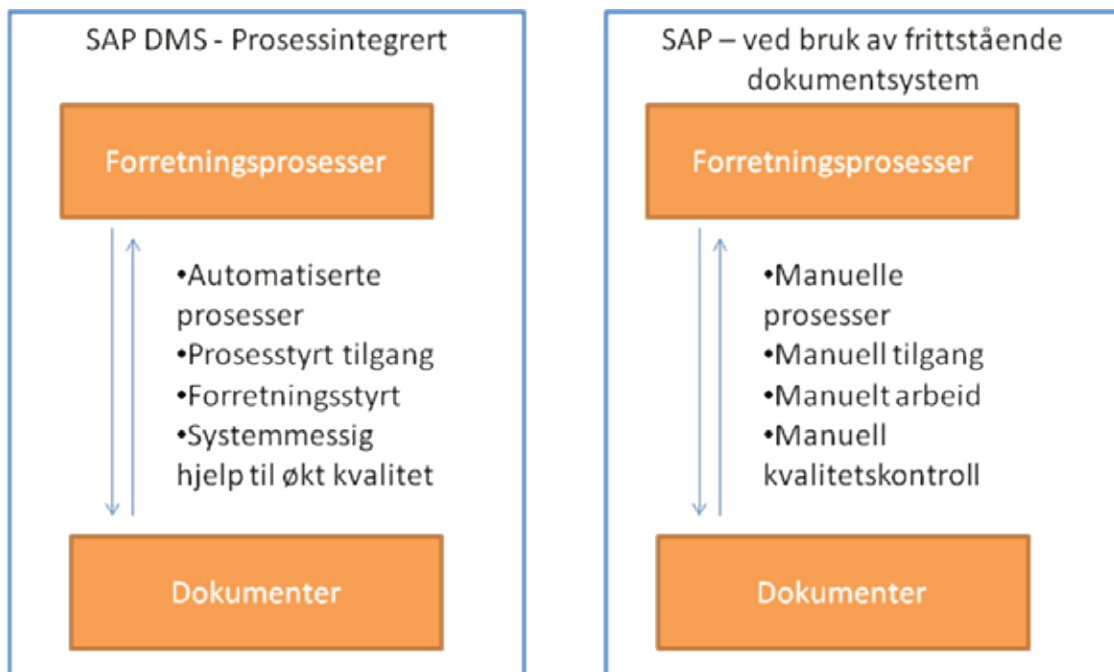 SAP DMS - Prosessintegrert
Forretningsprosesser
•Automatiserte
prosesser
•Prosesstyrt tilgang
•Forretningsstyrt
•Systemmessig
hjelp til økt kvalitet
Dokumenter
SAP – ved bruk av frittstående
dokumentsystem
Forretningsprosesser
•Manuelle
prosesser
•Manuell tilgang
•Manuelt arbeid
•Manuell
kvalitetskontroll
Dokumenter